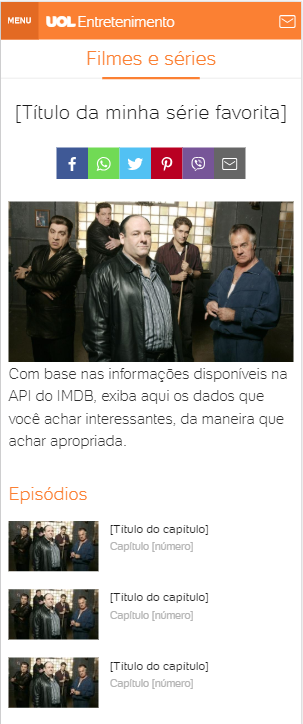 MENU UOL Entretenimento
Filmes e séries
[Título da minha série favorita]
Com base nas informações disponíveis na
API do IMDB, exiba aqui os dados que
você achar interessantes, da maneira que
achar apropriada.
Episódios
[Título do capítulo]
Capítulo [número]
[Título do capítulo]
Capítulo [número]
[Título do capítulo]
Capítulo [número]